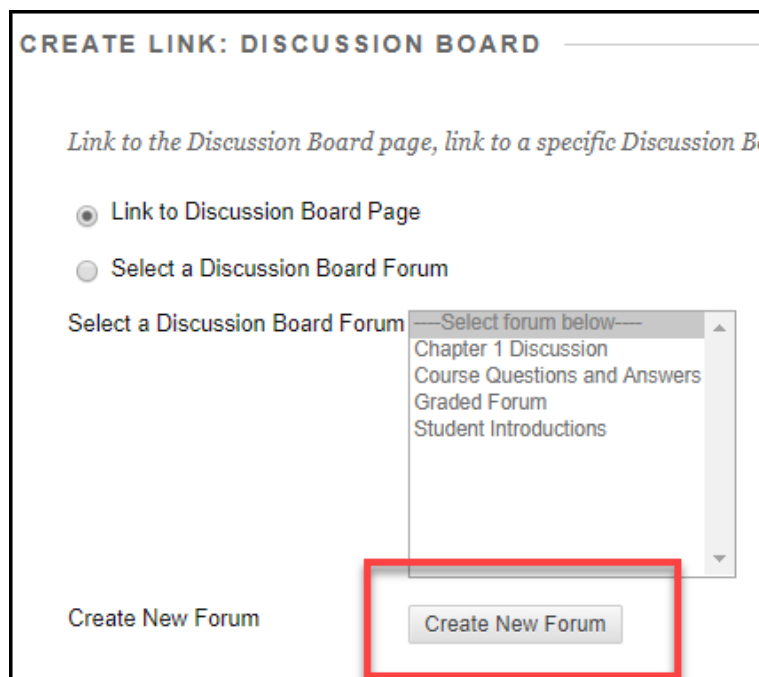 CREATE LINK: DISCUSSION BOARD
Link to the Discussion Board page, link to a specific Discussion
Link to Discussion Board Page
Select a Discussion Board Forum
Select a Discussion Board Forum
----Select forum below----
Chapter 1 Discussion
Course Questions and Answers
Graded Forum
Student Introductions
Create New Forum
Create New Forum